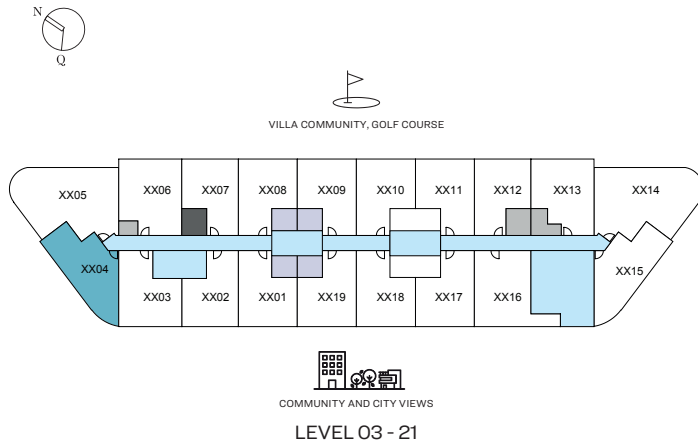 N
Q
VILLA COMMUNITY, GOLF COURSE
XX05 XX06 XX07 XX08 XX09 XX10 XX11 XX12 XX13 XX14
XX04 XX15
XX03 XX02 XX01 XX19 XX18 XX17 XX16
COMMUNITY AND CITY VIEWS
LEVEL 03 - 21